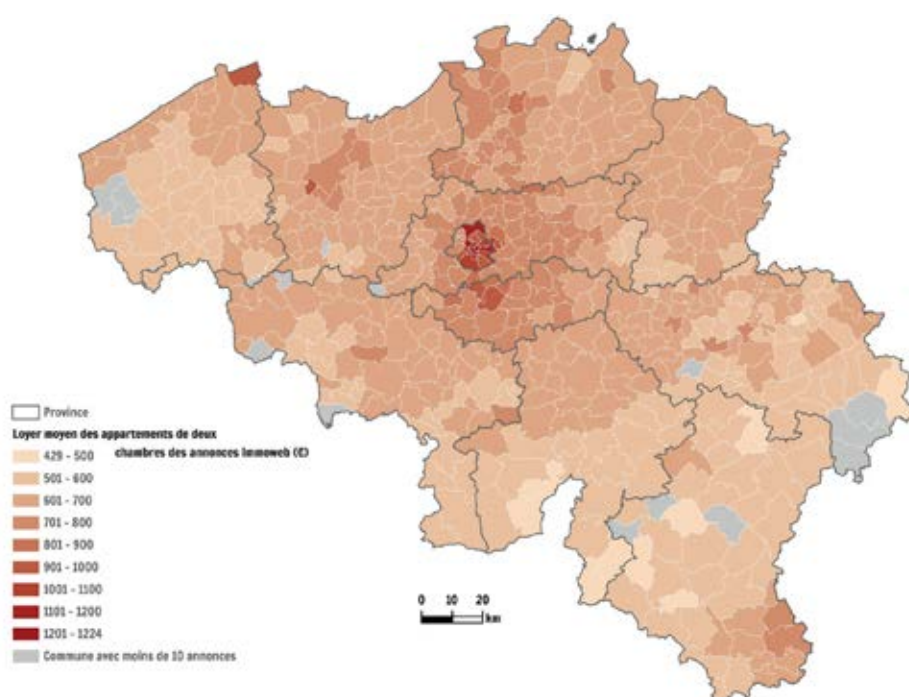 Province
Loyer moyen des appartements de deux
chambres des annonces Immoweb (€)
429 - 500
501 - 600
601 - 700
701 - 800
801 - 900
901 - 1000
1001 - 1100
1101 - 1200
1201 - 1224
Commune avec moins de 10 annonces
0 10 20
km